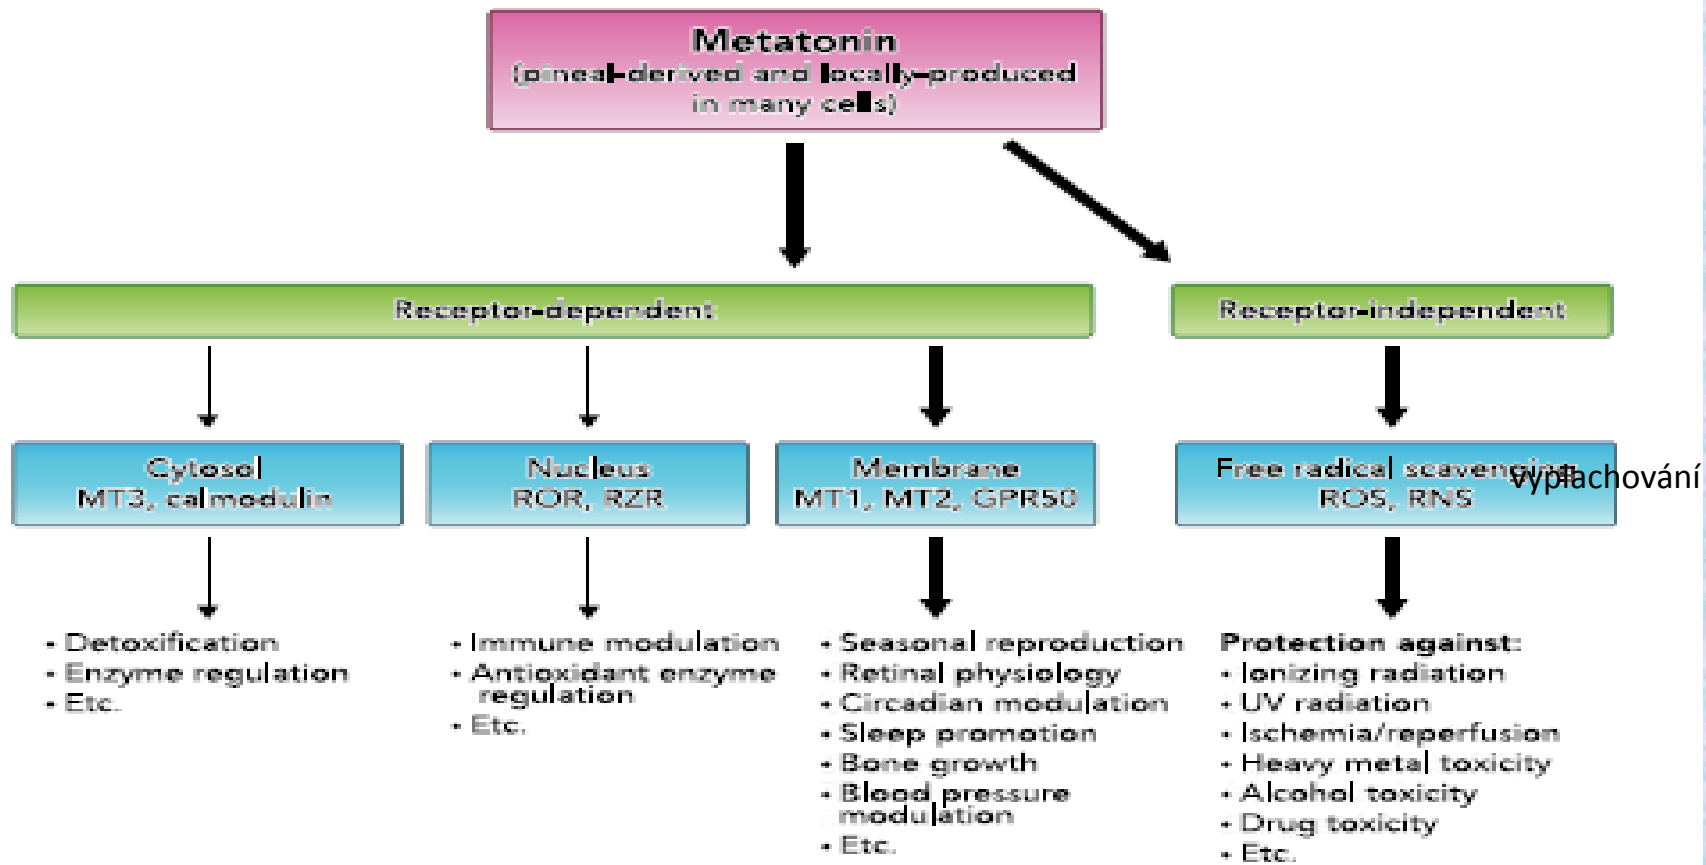 Metatonin
(pineal-derived and locally-produced
in many cells)
Receptor-dependent
Receptor-independent
Cytosol
MT3, calmodulin
Nucleus
ROR, RZR
Membrane
MT1, MT2, GPR50
Free radical scavenging
ROS, RNS
vyplachování
• Detoxification
• Enzyme regulation
• Etc.
• Immune modulation
• Antioxidant enzyme
regulation
• Etc.
• Seasonal reproduction
• Retinal physiology
• Circadian modulation
• Sleep promotion
• Bone growth
• Blood pressure
modulation
• Etc.
Protection against:
• Ionizing radiation
• UV radiation
• Ischemia/reperfusion
• Heavy metal toxicity
• Alcohol toxicity
• Drug toxicity
• Etc.